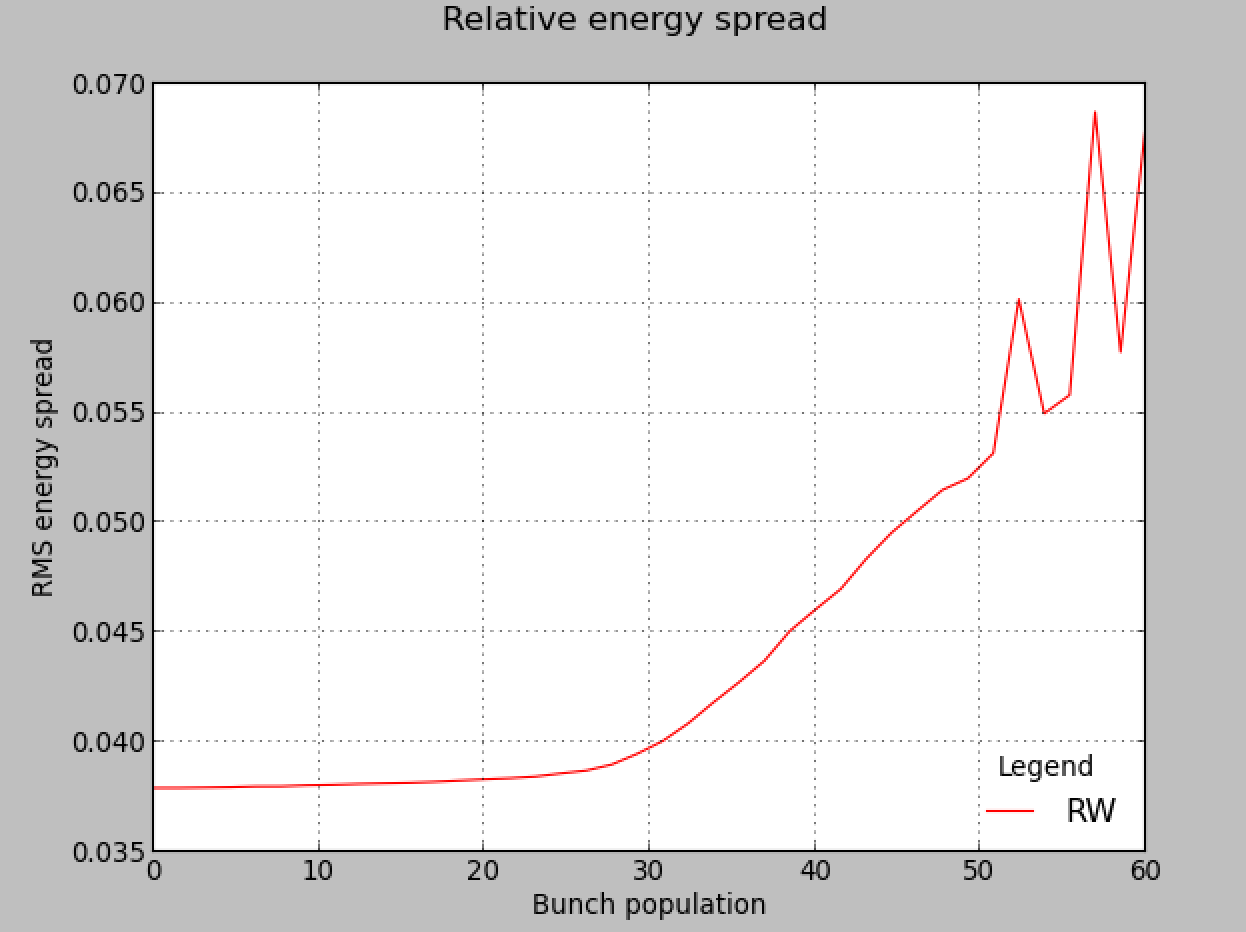 Relative energy spread
0.070
0.065
0.060
0.055
0.050
0.045
0.040
0.035
RMS energy spread
0 10 20 30 40 50 60
Bunch population
Legend
RW